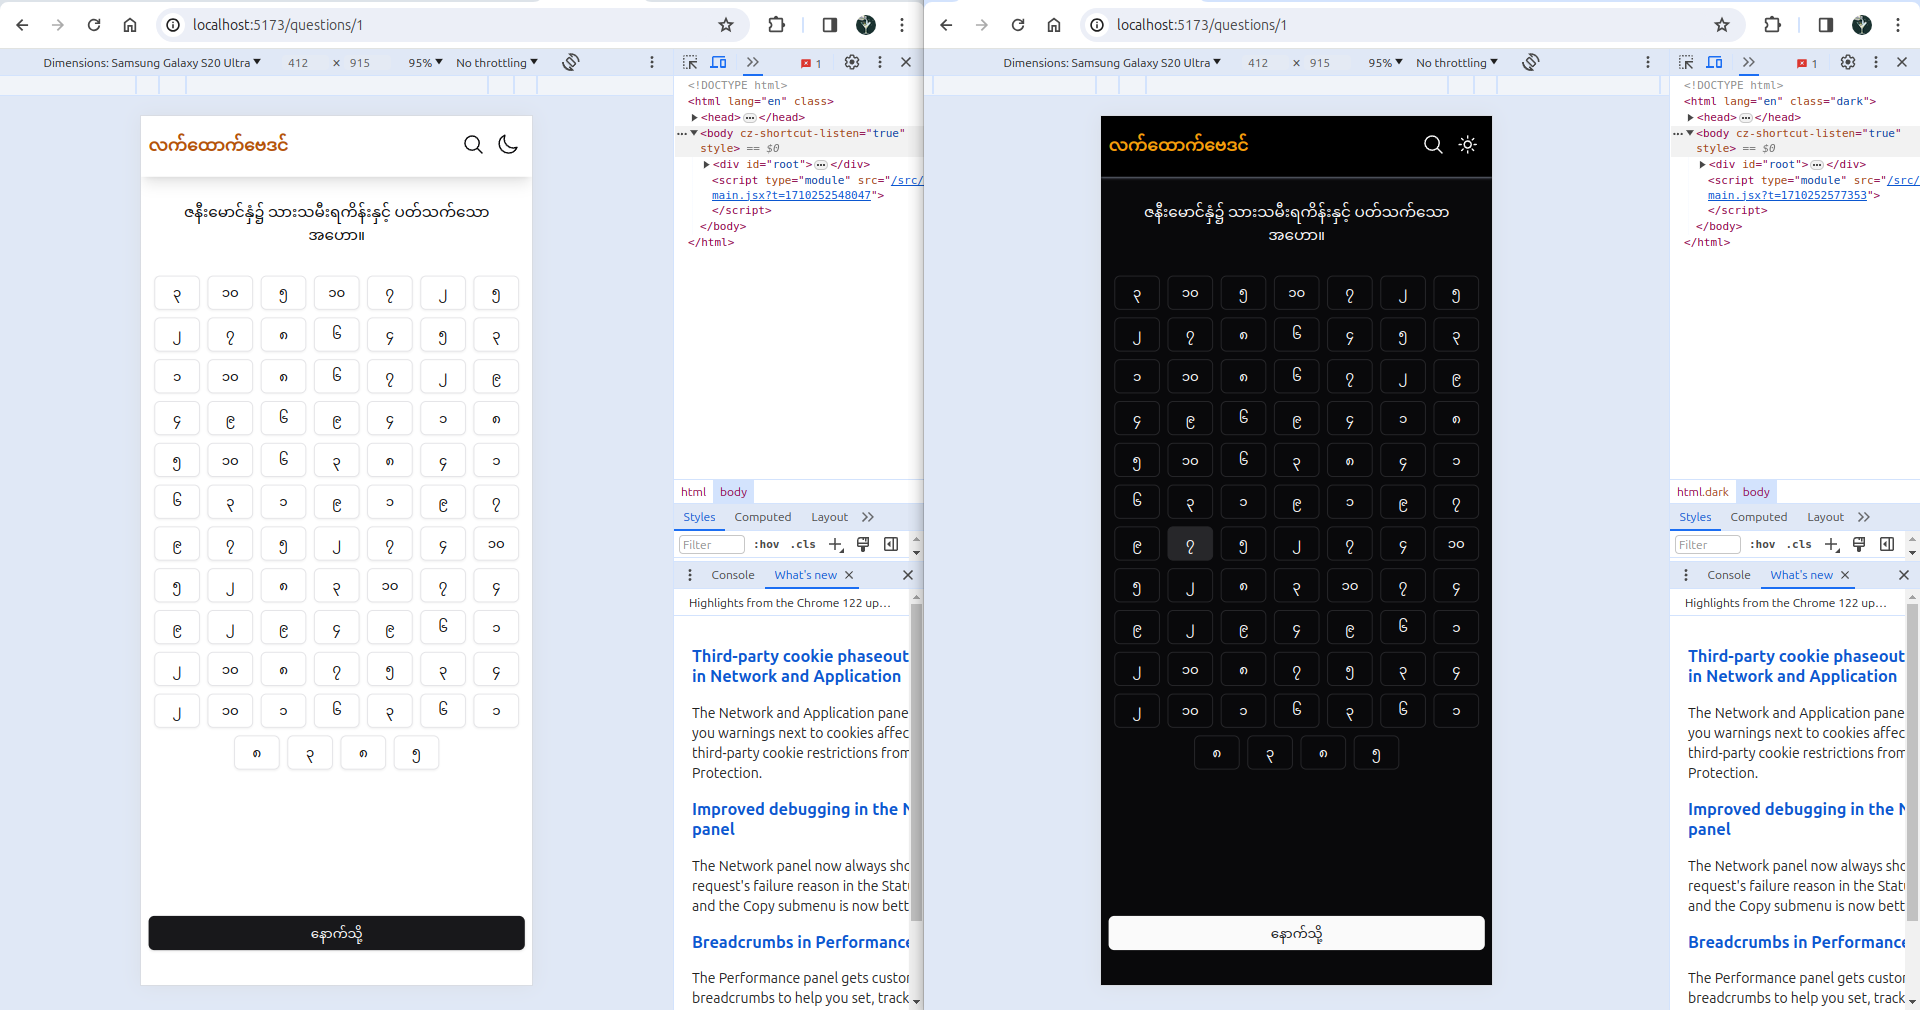 localhost:5173/questions/1
Dimensions: Samsung Galaxy S20 Ultra ▼ 412 × 915 95% ▼ No throttling ▼
1
လက်ထောက်ဗေဒင်
ဇနီးမောင်နှံ၌ သားသမီးရကိန်းနှင့် ပတ်သက်သော
အဟော။
၃ ၁၀ ၅ ၁၀ ၇ ၂ ၅
၂ ၇ ၈ ၆ ၄ ၅ ၃
၁ ၁၀ ၈ ၆ ၇ ၂ ၉
၄ ၉ ၆ ၉ ၄ ၁ ၈
၅ ၁၀ ၆ ၃ ၈ ၄ ၁
၆ ၃ ၁ ၉ ၁ ၉ ၇
၉ ၇ ၅ ၂ ၇ ၄ ၁၀
၅ ၂ ၈ ၃ ၁၀ ၇ ၄
၉ ၂ ၉ ၄ ၉ ၆ ၁
၂ ၁၀ ၈ ၇ ၅ ၃ ၄
၂ ၁၀ ၁ ၆ ၃ ၆ ၁
၈ ၃ ၈ ၅
နောက်သို့
<!DOCTYPE html>
<html lang="en" class>
▶<head>…</head>
…▼<body cz-shortcut-listen="true"
style> == $0
▶<div id="root">…</div>
<script type="module" src="/src/
main.jsx?t=1710252548047">
</script>
</body>
</html>
html body
Styles Computed Layout
Filter :hov .cls
Console What's new
Highlights from the Chrome 122 up…
Third-party cookie phaseout
in Network and Application
The Network and Application pane
you warnings next to cookies affec
third-party cookie restrictions from
Protection.
Improved debugging in the N
panel
The Network panel now always sho
request's failure reason in the Stat
and the Copy submenu is now bett
Breadcrumbs in Performance
The Performance panel gets custor
breadcrumbs to help you set, track
localhost:5173/questions/1
Dimensions: Samsung Galaxy S20 Ultra ▼ 412 × 915 95% ▼ No throttling ▼
1
လက်ထောက်ဗေဒင်
ဇနီးမောင်နှံ၌ သားသမီးရကိန်းနှင့် ပတ်သက်သော
အဟော။
၃ ၁၀ ၅ ၁၀ ၇ ၂ ၅
၂ ၇ ၈ ၆ ၄ ၅ ၃
၁ ၁၀ ၈ ၆ ၇ ၂ ၉
၄ ၉ ၆ ၉ ၄ ၁ ၈
၅ ၁၀ ၆ ၃ ၈ ၄ ၁
၆ ၃ ၁ ၉ ၁ ၉ ၇
၉ ၇ ၅ ၂ ၇ ၄ ၁၀
၅ ၂ ၈ ၃ ၁၀ ၇ ၄
၉ ၂ ၉ ၄ ၉ ၆ ၁
၂ ၁၀ ၈ ၇ ၅ ၃ ၄
၂ ၁၀ ၁ ၆ ၃ ၆ ၁
၈ ၃ ၈ ၅
နောက်သို့
<!DOCTYPE html>
<html lang="en" class="dark">
▶<head>…</head>
…▼<body cz-shortcut-listen="true"
style> == $0
▶<div id="root">…</div>
<script type="module" src="/src/
main.jsx?t=1710252577353">
</script>
</body>
</html>
html.dark body
Styles Computed Layout
Filter :hov .cls
Console What's new
Highlights from the Chrome 122 up…
Third-party cookie phaseout
in Network and Application
The Network and Application pane
you warnings next to cookies affec
third-party cookie restrictions from
Protection.
Improved debugging in the N
panel
The Network panel now always sho
request's failure reason in the Stat
and the Copy submenu is now bett
Breadcrumbs in Performance
The Performance panel gets custor
breadcrumbs to help you set, track